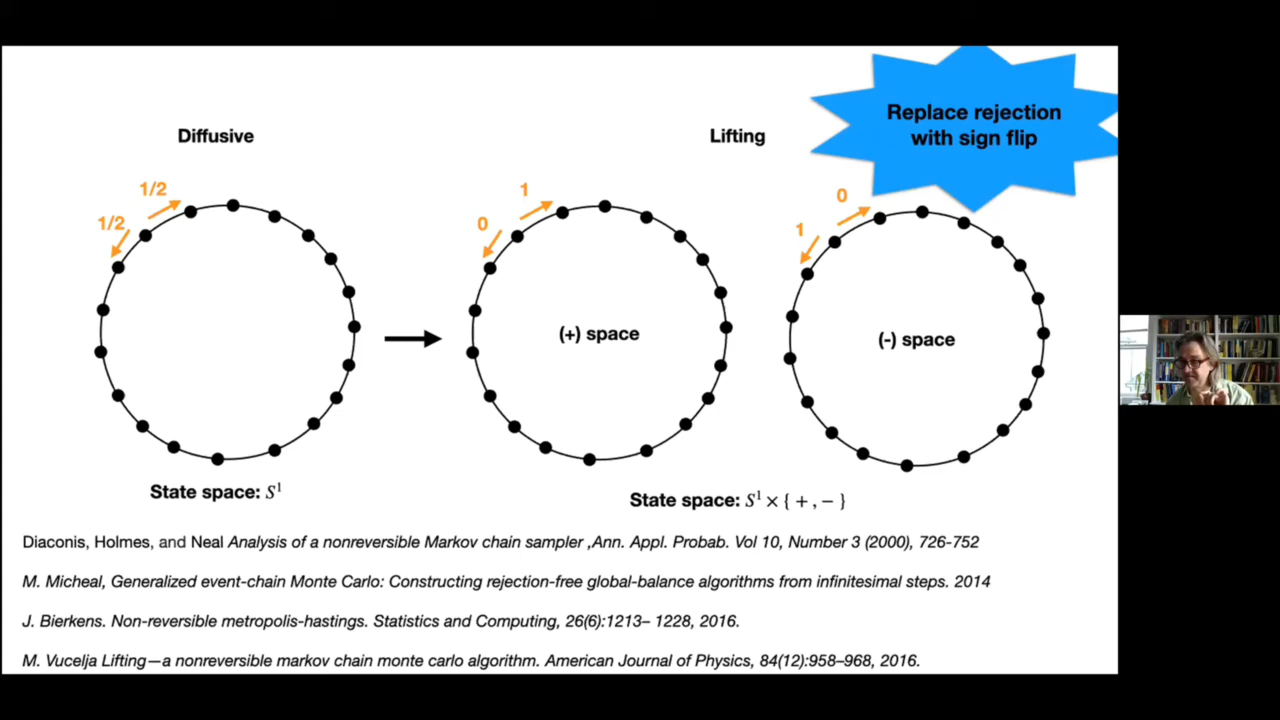 Replace rejection
with sign flip
Diffusive
Lifting
1/2
1/2
1
0
0
1
(+) space
(-) space
State space: S¹
State space: S¹ × { + , − }
Diaconis, Holmes, and Neal Analysis of a nonreversible Markov chain sampler ,Ann. Appl. Probab. Vol 10, Number 3 (2000), 726-752
M. Micheal, Generalized event-chain Monte Carlo: Constructing rejection-free global-balance algorithms from infinitesimal steps. 2014
J. Bierkens. Non-reversible metropolis-hastings. Statistics and Computing, 26(6):1213– 1228, 2016.
M. Vucelja Lifting—a nonreversible markov chain monte carlo algorithm. American Journal of Physics, 84(12):958–968, 2016.